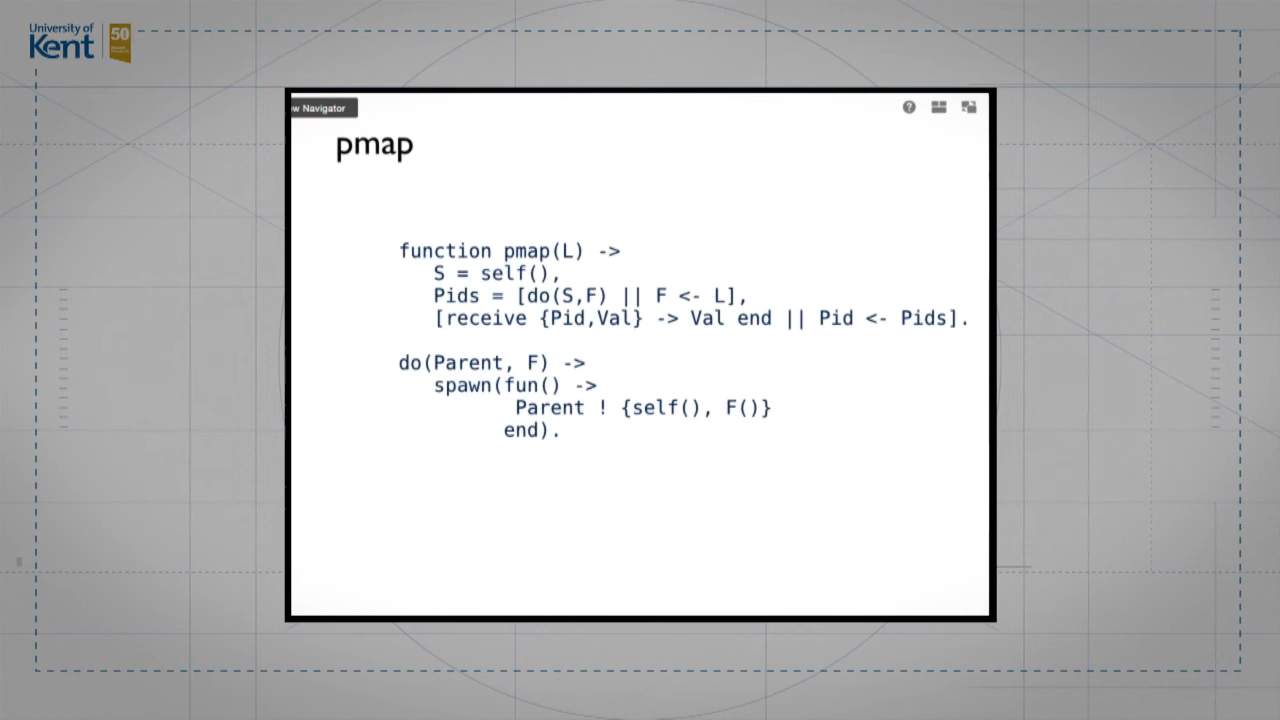 University of
Kent
50
w Navigator
pmap
function pmap(L) ->
S = self(),
Pids = [do(S,F) || F <- L],
[receive {Pid,Val} -> Val end || Pid <- Pids].
do(Parent, F) ->
spawn(fun() ->
Parent ! {self(), F()}
end).